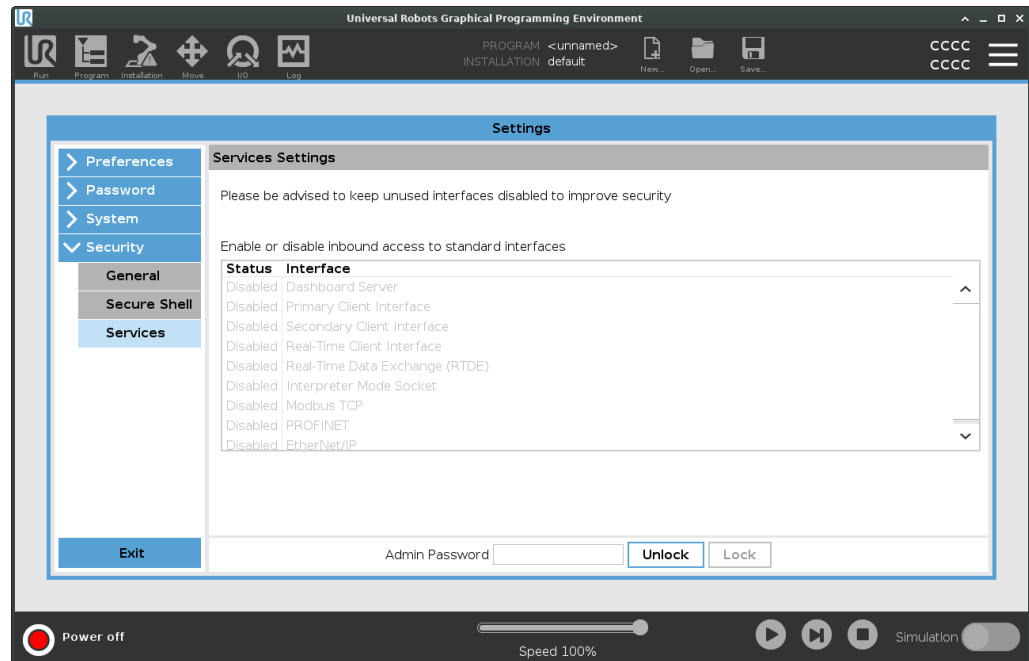 UR
Universal Robots Graphical Programming Environment
UR
Run
Program
Installation
Move
I/O
Log
PROGRAM <unnamed>
INSTALLATION default
New...
Open...
Save...
CCCC
CCCC
Settings
Preferences
Password
System
Security
General
Secure Shell
Services
Exit
Services Settings
Please be advised to keep unused interfaces disabled to improve security
Enable or disable inbound access to standard interfaces
Status Interface
Disabled Dashboard Server
Disabled Primary Client Interface
Disabled Secondary Client Interface
Disabled Real-Time Client Interface
Disabled Real-Time Data Exchange (RTDE)
Disabled Interpreter Mode Socket
Disabled Modbus TCP
Disabled PROFINET
Disabled EtherNet/IP
Admin Password
Unlock
Lock
Power off
Speed 100%
Simulation